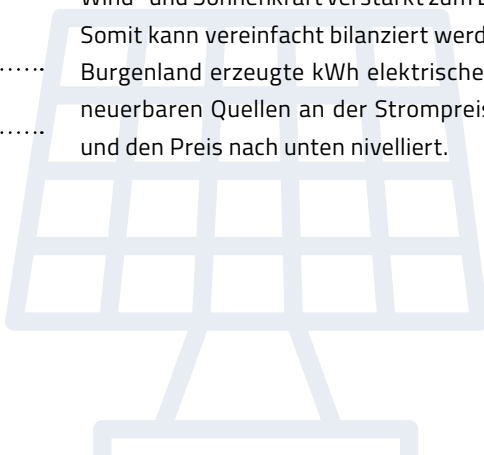 Wind- und Sonnenkraft verstärkt zum
Somit kann vereinfacht bilanziert werd
Burgenland erzeugte kWh elektrische
neuerbaren Quellen an der Strompreis
und den Preis nach unten nivelliert.